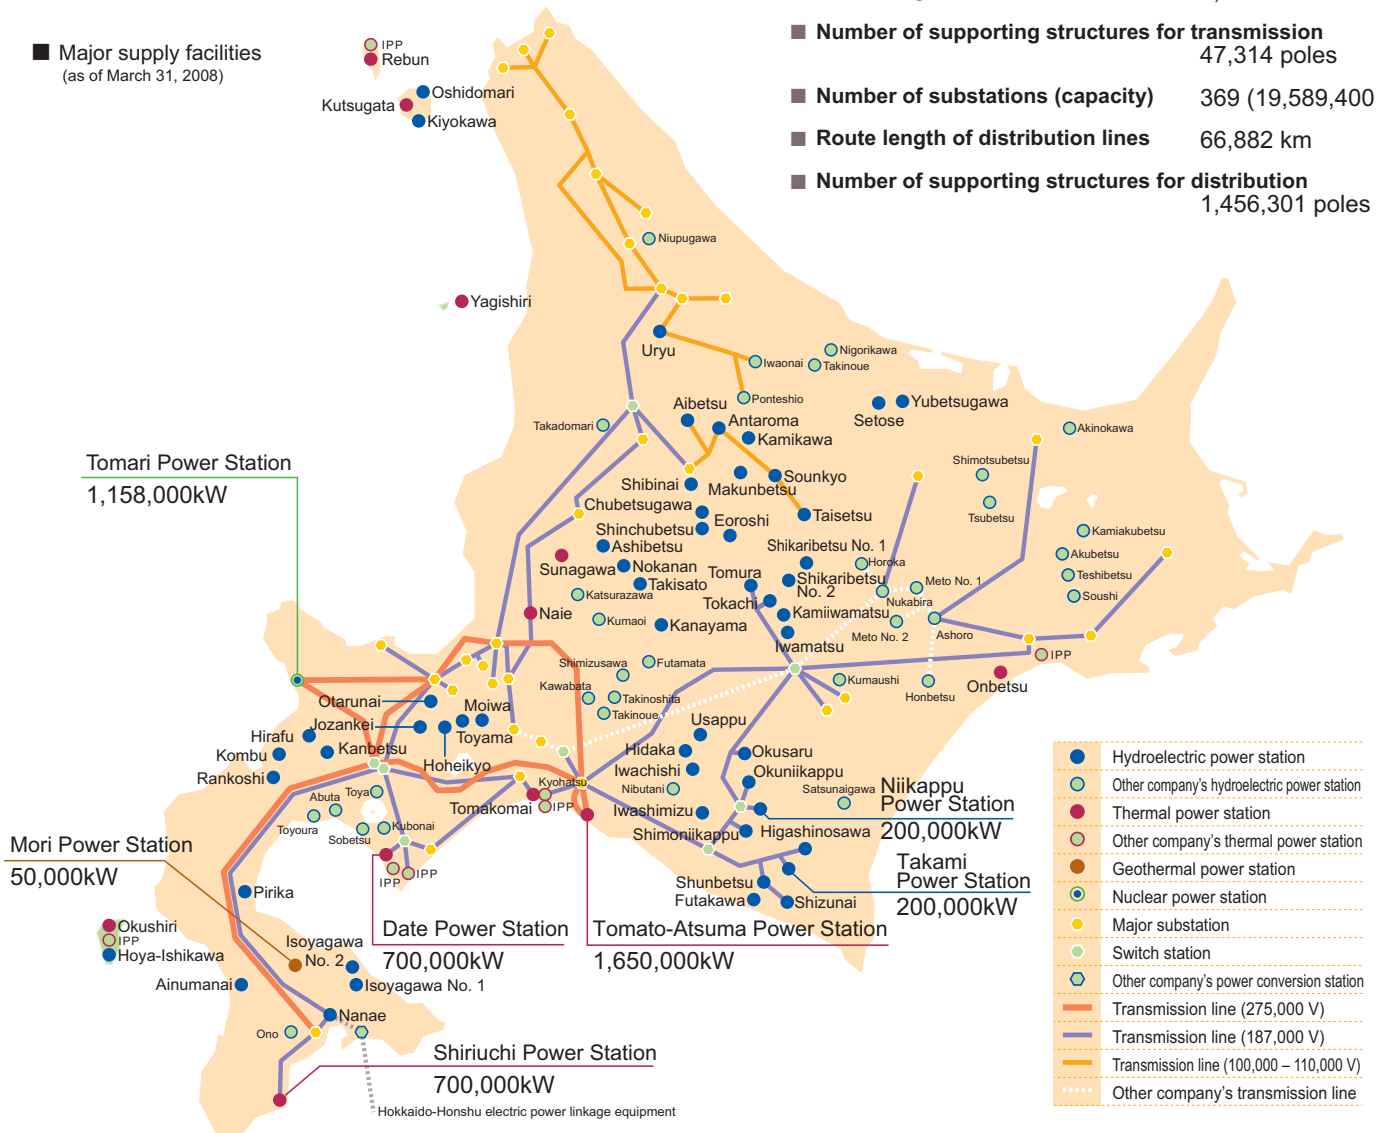 ■ Major supply facilities
(as of March 31, 2008)
■ Number of supporting structures for transmission
47,314 poles
■ Number of substations (capacity) 369 (19,589,400
■ Route length of distribution lines 66,882 km
■ Number of supporting structures for distribution
1,456,301 poles
IPP
Rebun
Oshidomari
Kutsugata
Kiyokawa
Niupugawa
Yagishiri
Uryu
Nigorikawa
Iwaonai
Takinoue
Ponteshio
Aibetsu
Yubetsugawa
Setose
Antaroma
Takadomari
Kamikawa
Akinokawa
Shimotsubetsu
Tomari Power Station
1,158,000kW
Shibinai
Makunbetsu
Sounkyo
Chubetsugawa
Taisetsu
Tsubetsu
Shinchubetsu
Eoroshi
Kamiakubetsu
Ashibetsu
Shikaribetsu No. 1
Akubetsu
Sunagawa
Nokanan
Horoka
Teshibetsu
Takisato
Tomura
Shikaribetsu
No. 2
Meto No. 1
Soushi
Katsurazawa
Tokachi
Nukabira
Naie
Kumaoi
Kanayama
Kamiiwamatsu
Meto No. 2
Ashoro
Iwamatsu
IPP
Shimizusawa
Futamata
Onbetsu
Kawabata
Takinoshita
Kumaushi
Honbetsu
Otarunai
Takinoue
Moiwa
Jozankei
Toyama
Usappu
Hirafu
Kanbetsu
Hoheikyo
Kombu
Hidaka
Okusaru
Rankoshi
Iwachishi
Okuniikappu
Toya
Kyohatsu
Nibutani
Satsunaigawa
Niikappu
Power Station
200,000kW
Abuta
Tomakomai
IPP
Iwashimizu
Toyoura
Kubonai
Sobetsu
Shimoniikappu
Higashinosawa
Mori Power Station
50,000kW
IPP
IPP
Takami
Power Station
200,000kW
Pirika
Shunbetsu
Futakawa
Shizunai
Okushiri
IPP
Hoya-Ishikawa
Date Power Station
700,000kW
Tomato-Atsuma Power Station
1,650,000kW
Isoyagawa
No. 2
Ainumanai
Isoyagawa No. 1
Nanae
Ono
Shiriuchi Power Station
700,000kW
Hokkaido-Honshu electric power linkage equipment
Hydroelectric power station
Other company's hydroelectric power station
Thermal power station
Other company's thermal power station
Geothermal power station
Nuclear power station
Major substation
Switch station
Other company's power conversion station
Transmission line (275,000 V)
Transmission line (187,000 V)
Transmission line (100,000 – 110,000 V)
Other company's transmission line